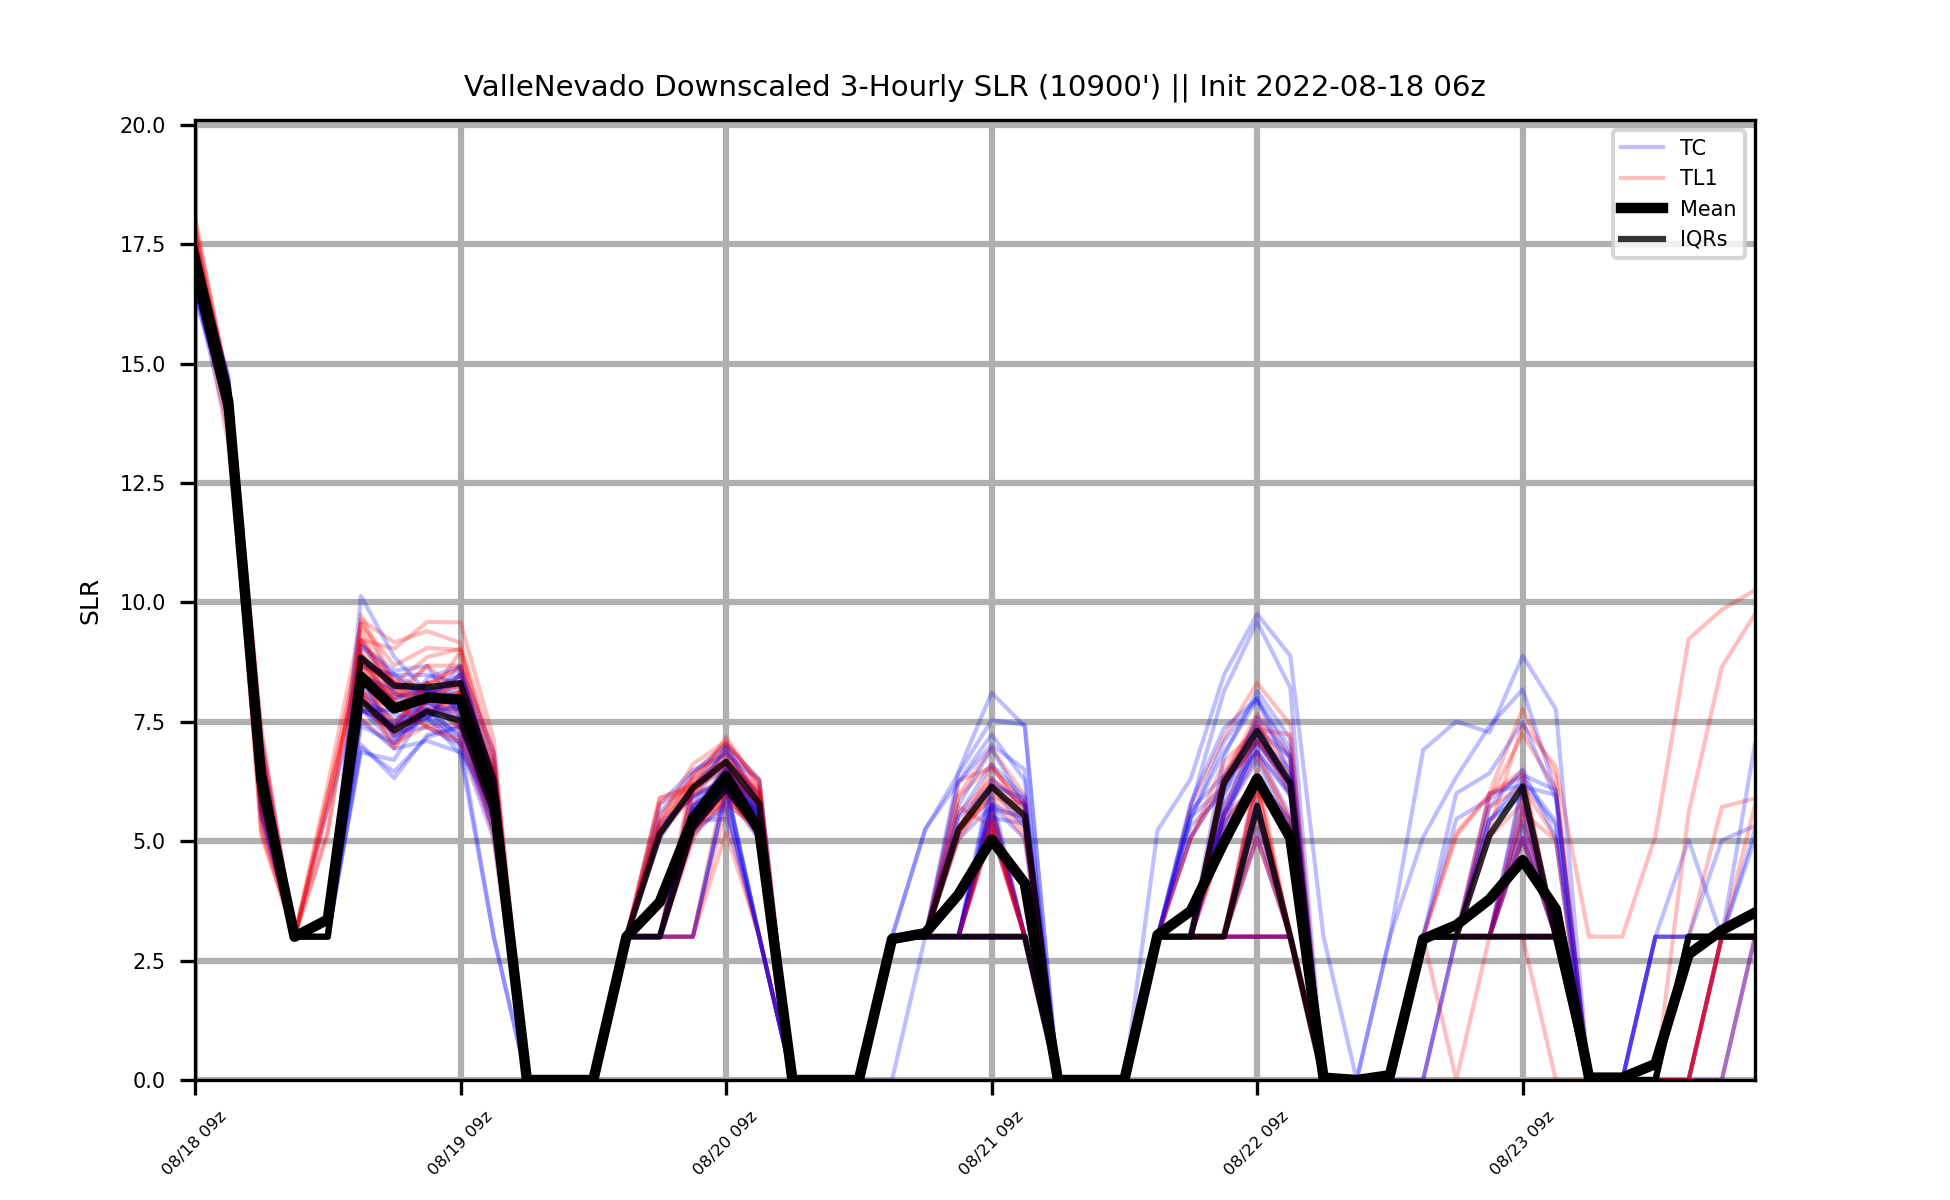 ValleNevado Downscaled 3-Hourly SLR (10900') || Init 2022-08-18 06z
20.0
17.5
15.0
12.5
10.0
7.5
5.0
2.5
0.0
SLR
TC
TL1
Mean
IQRs
08/18 09z
08/19 09z
08/20 09z
08/21 09z
08/22 09z
08/23 09z